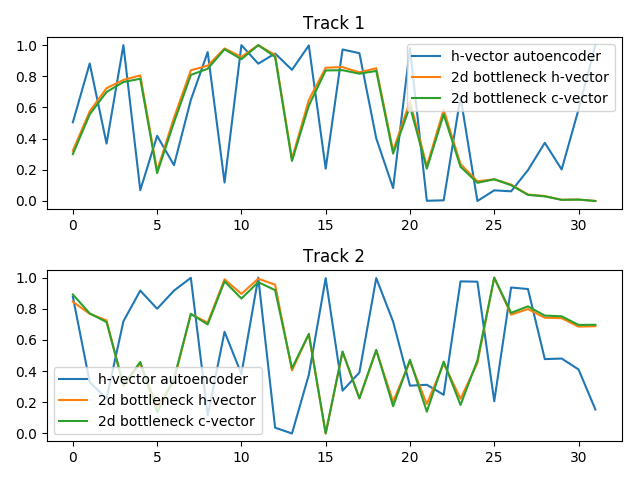 Track 1
1.0
0.8
0.6
0.4
0.2
0.0
h-vector autoencoder
2d bottleneck h-vector
2d bottleneck c-vector
0 5 10 15 20 25 30
Track 2
1.0
0.8
0.6
0.4
0.2
0.0
h-vector autoencoder
2d bottleneck h-vector
2d bottleneck c-vector
0 5 10 15 20 25 30